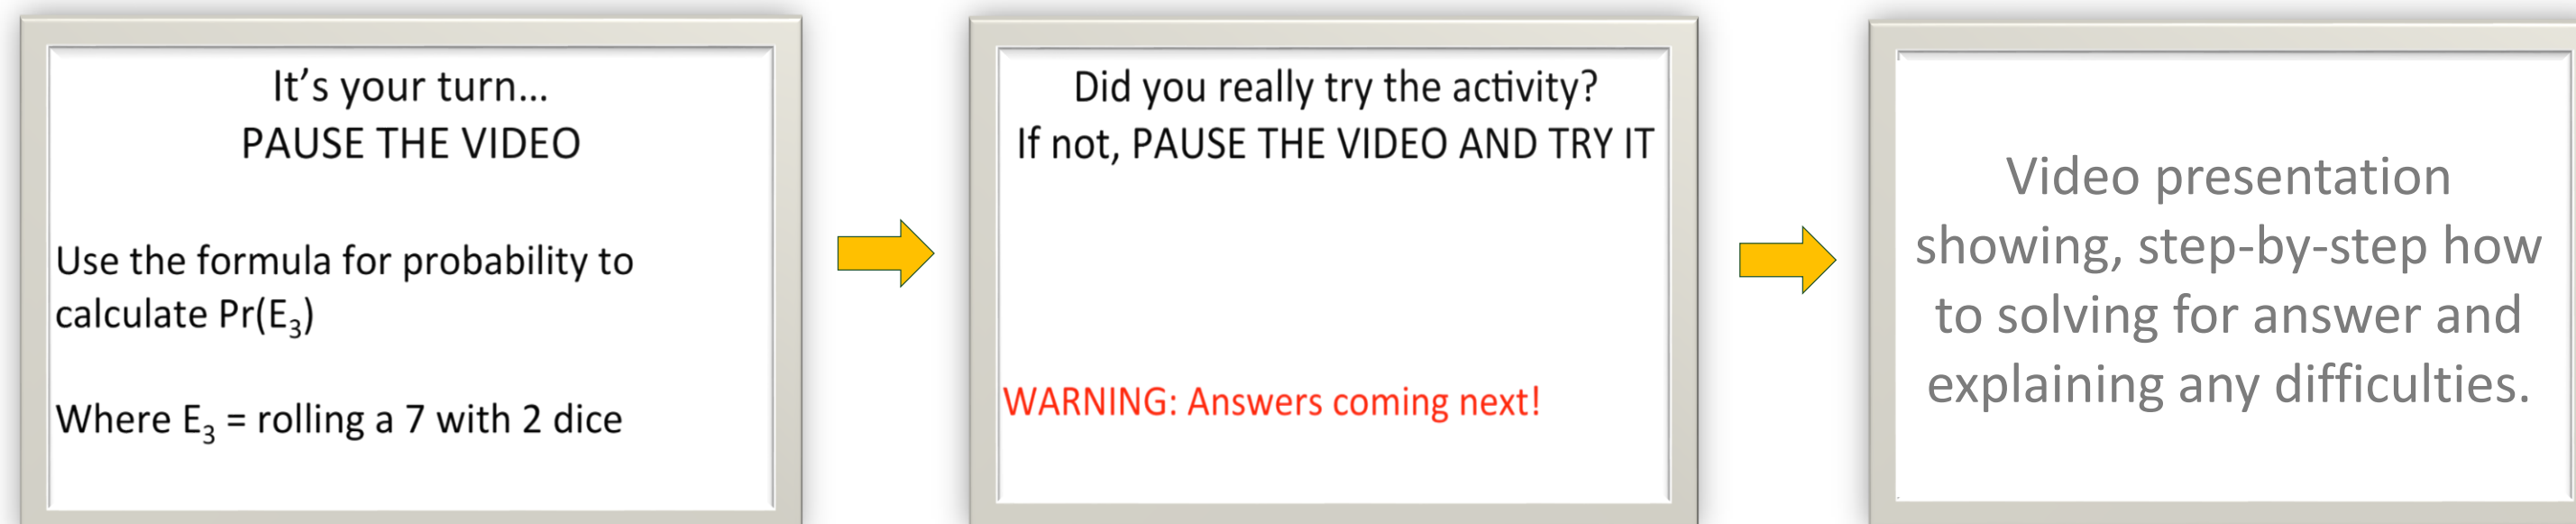 It’s your turn…
PAUSE THE VIDEO
Use the formula for probability to
calculate Pr(E₃)
Where E₃ = rolling a 7 with 2 dice
Did you really try the activity?
If not, PAUSE THE VIDEO AND TRY IT
WARNING: Answers coming next!
Video presentation
showing, step-by-step how
to solving for answer and
explaining any difficulties.